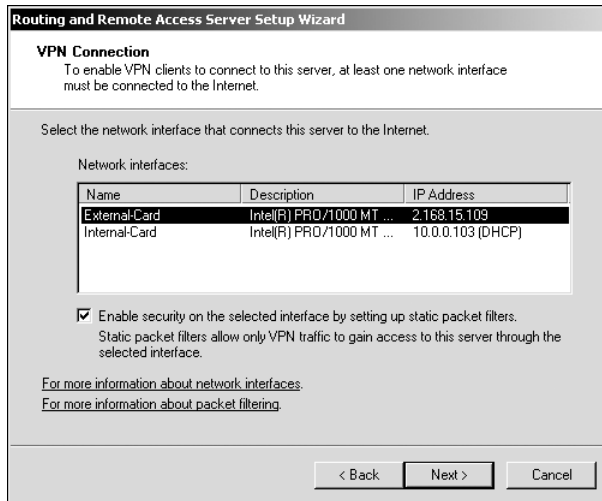 Routing and Remote Access Server Setup Wizard
VPN Connection
To enable VPN clients to connect to this server, at least one network interface
must be connected to the Internet.
Select the network interface that connects this server to the Internet.
Network interfaces:
Name Description IP Address
External-Card Intel(R) PRO/1000 MT ... 2.168.15.109
Internal-Card Intel(R) PRO/1000 MT ... 10.0.0.103 (DHCP)
Enable security on the selected interface by setting up static packet filters.
Static packet filters allow only VPN traffic to gain access to this server through the
selected interface.
For more information about network interfaces.
For more information about packet filtering.
< Back Next > Cancel